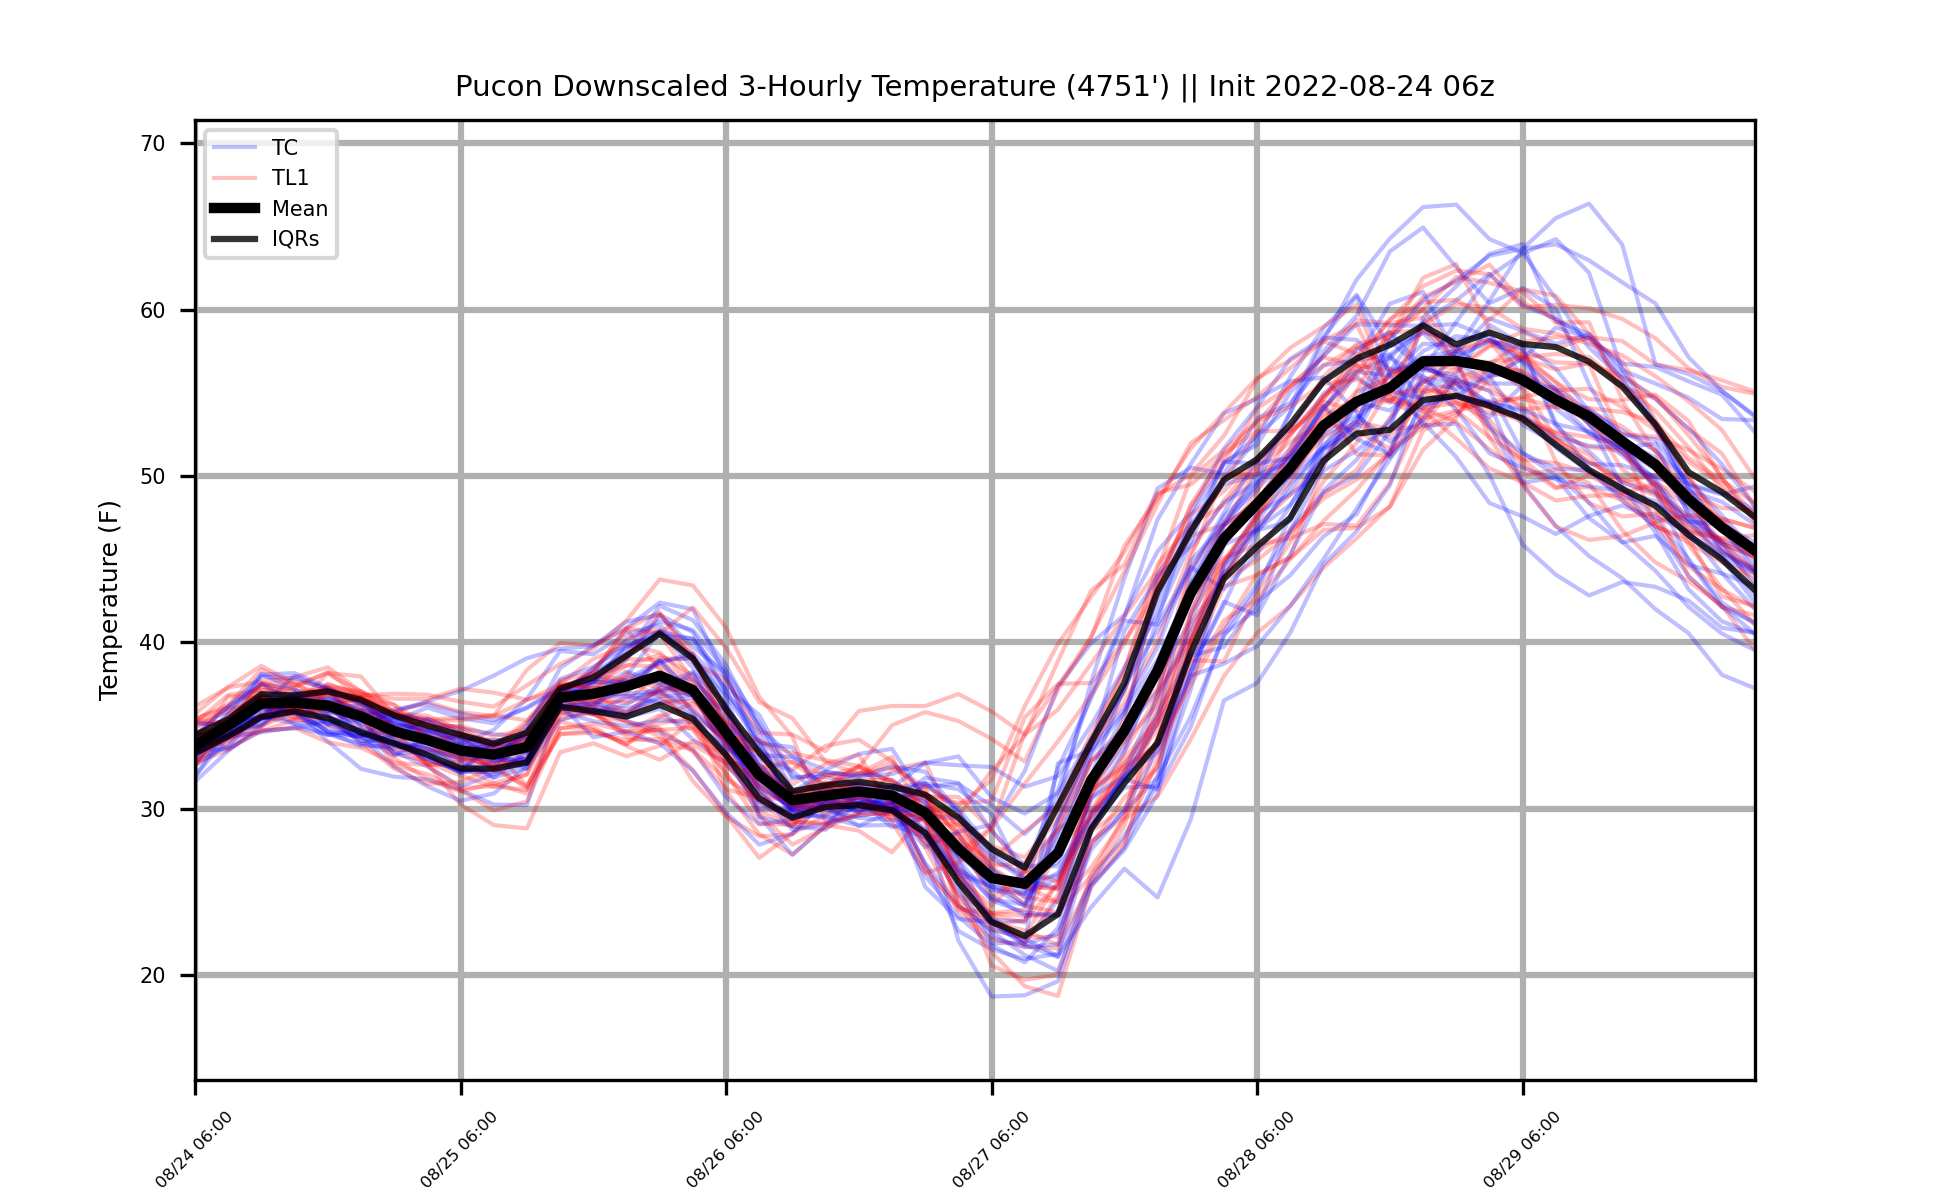 Pucon Downscaled 3-Hourly Temperature (4751') || Init 2022-08-24 06z
TC
TL1
Mean
IQRs
Temperature (F)
70
60
50
40
30
20
08/24 06:00
08/25 06:00
08/26 06:00
08/27 06:00
08/28 06:00
08/29 06:00